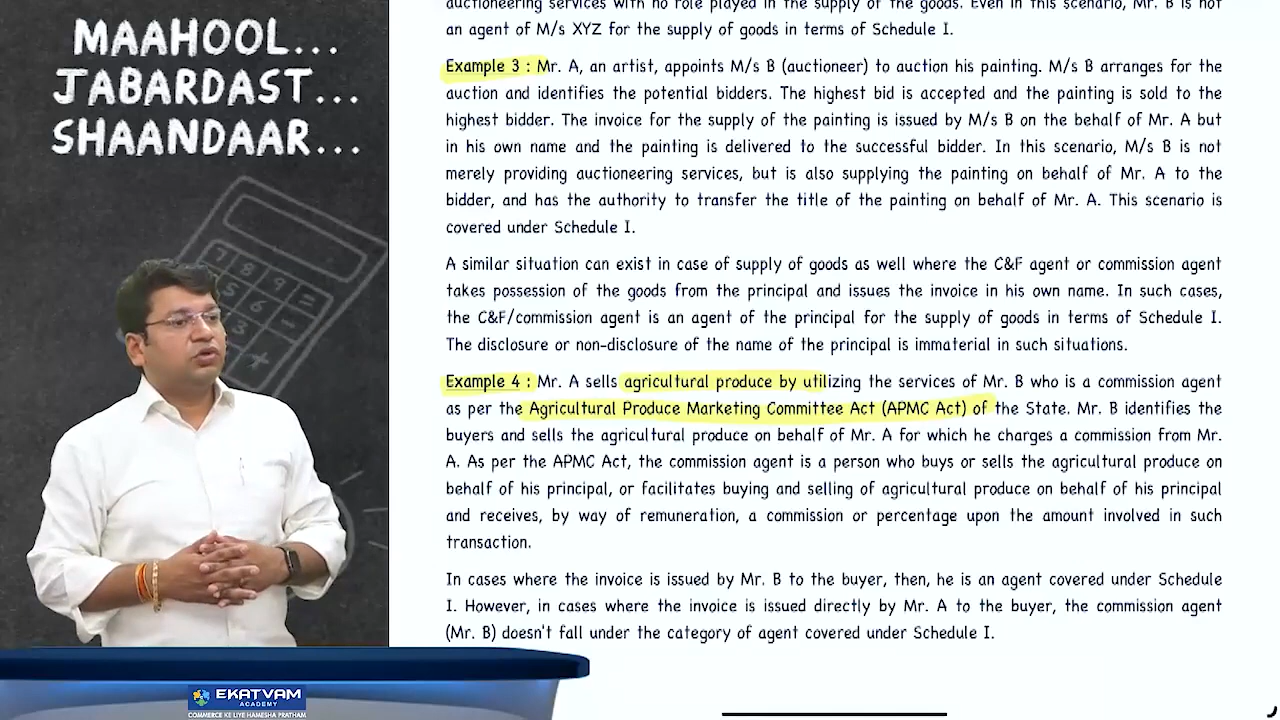 MAAHOOL...
JABARDAST...
SHAANDAAR...
auctioneering services with no role played in the supply of the goods. Even in this scenario, Mr. B is not
an agent of M/s XYZ for the supply of goods in terms of Schedule I.
Example 3 : Mr. A, an artist, appoints M/s B (auctioneer) to auction his painting. M/s B arranges for the
auction and identifies the potential bidders. The highest bid is accepted and the painting is sold to the
highest bidder. The invoice for the supply of the painting is issued by M/s B on the behalf of Mr. A but
in his own name and the painting is delivered to the successful bidder. In this scenario, M/s B is not
merely providing auctioneering services, but is also supplying the painting on behalf of Mr. A to the
bidder, and has the authority to transfer the title of the painting on behalf of Mr. A. This scenario is
covered under Schedule I.
A similar situation can exist in case of supply of goods as well where the C&F agent or commission agent
takes possession of the goods from the principal and issues the invoice in his own name. In such cases,
the C&F/commission agent is an agent of the principal for the supply of goods in terms of Schedule I.
The disclosure or non-disclosure of the name of the principal is immaterial in such situations.
Example 4 : Mr. A sells agricultural produce by utilizing the services of Mr. B who is a commission agent
as per the Agricultural Produce Marketing Committee Act (APMC Act) of the State. Mr. B identifies the
buyers and sells the agricultural produce on behalf of Mr. A for which he charges a commission from Mr.
A. As per the APMC Act, the commission agent is a person who buys or sells the agricultural produce on
behalf of his principal, or facilitates buying and selling of agricultural produce on behalf of his principal
and receives, by way of remuneration, a commission or percentage upon the amount involved in such
transaction.
In cases where the invoice is issued by Mr. B to the buyer, then, he is an agent covered under Schedule
I. However, in cases where the invoice is issued directly by Mr. A to the buyer, the commission agent
(Mr. B) doesn't fall under the category of agent covered under Schedule I.
EKATVAM
ACADEMY
COMMERCE KE LIYE HAMESHA PRATHAM